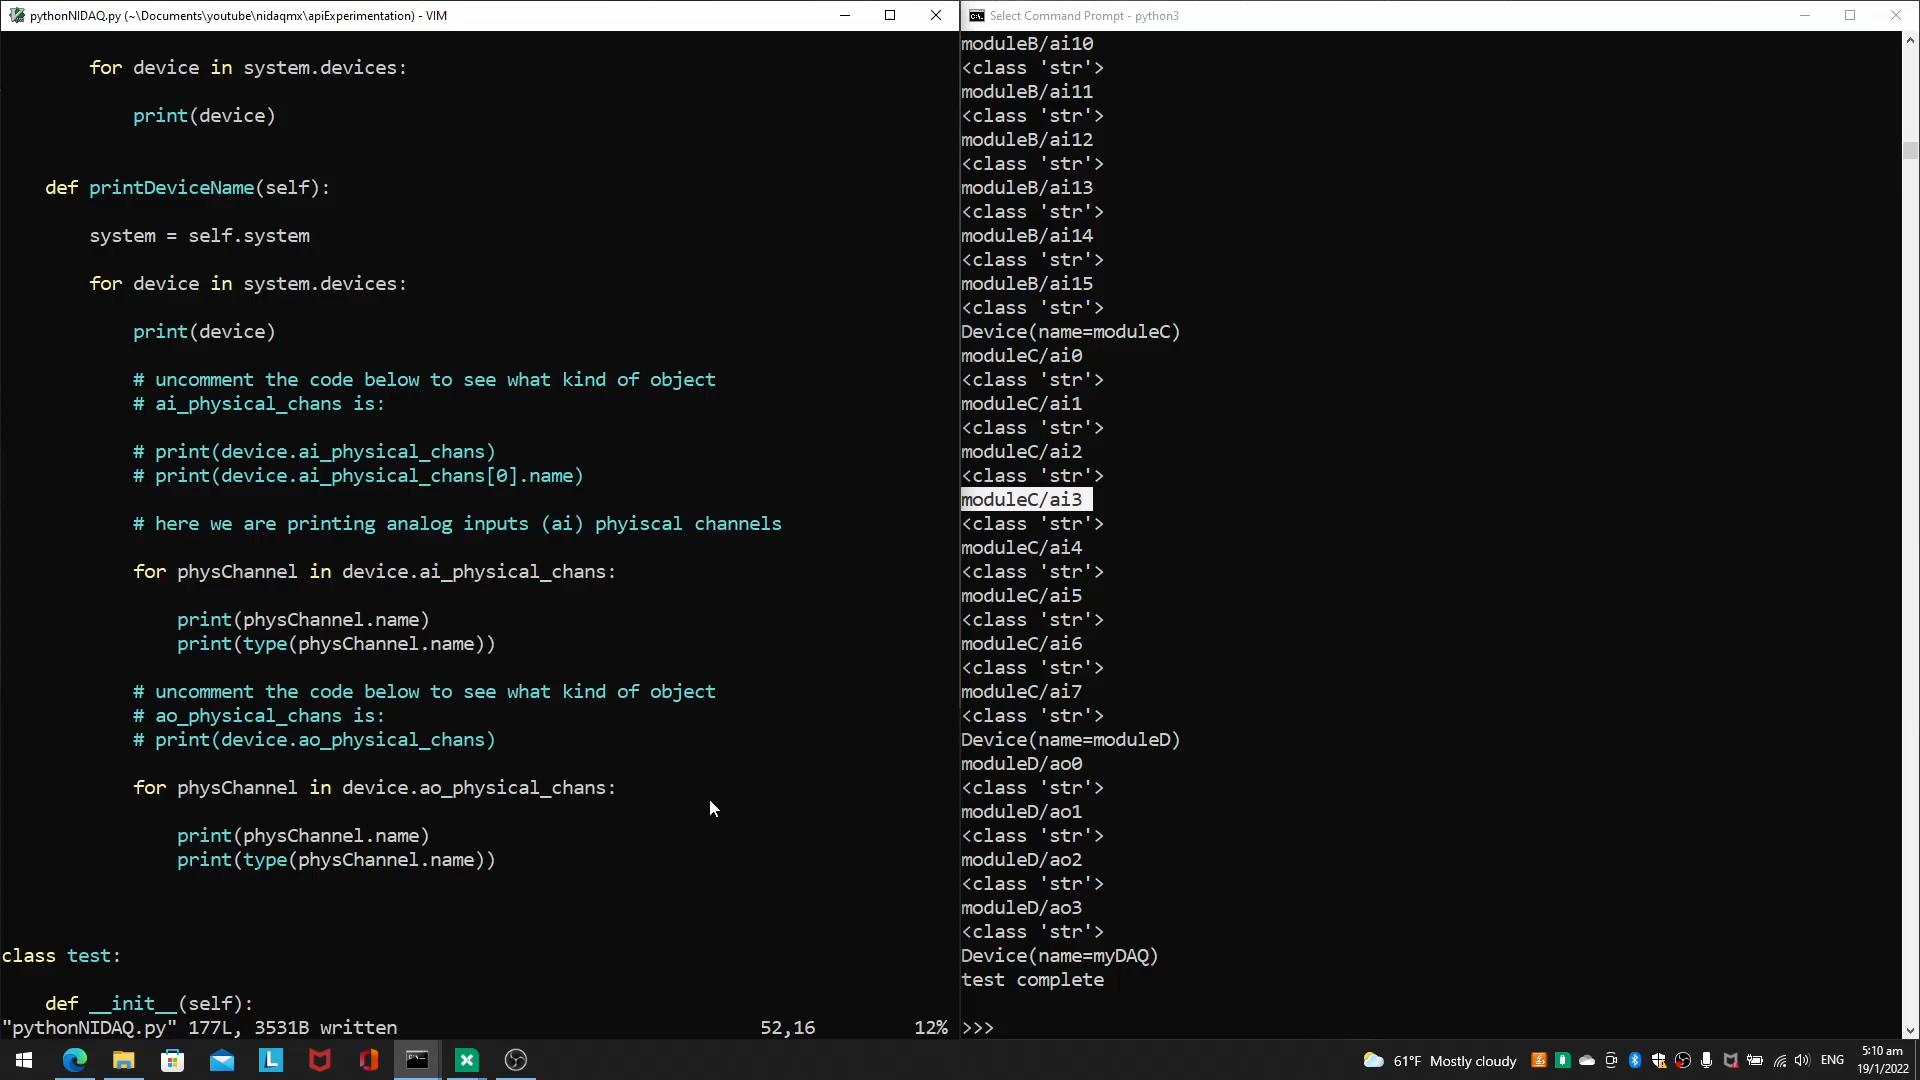 pythonNIDAQ.py (~\Documents\youtube\nidaqmx\apiExperimentation) - VIM
for device in system.devices:
print(device)
def printDeviceName(self):
system = self.system
for device in system.devices:
print(device)
# uncomment the code below to see what kind of object
# ai_physical_chans is:
# print(device.ai_physical_chans)
# print(device.ai_physical_chans[0].name)
# here we are printing analog inputs (ai) phyiscal channels
for physChannel in device.ai_physical_chans:
print(physChannel.name)
print(type(physChannel.name))
# uncomment the code below to see what kind of object
# ao_physical_chans is:
# print(device.ao_physical_chans)
for physChannel in device.ao_physical_chans:
print(physChannel.name)
print(type(physChannel.name))
class test:
def __init__(self):
"pythonNIDAQ.py" 177L, 3531B written 52,16 12%
Select Command Prompt - python3
moduleB/ai10
<class 'str'>
moduleB/ai11
<class 'str'>
moduleB/ai12
<class 'str'>
moduleB/ai13
<class 'str'>
moduleB/ai14
<class 'str'>
moduleB/ai15
<class 'str'>
Device(name=moduleC)
moduleC/ai0
<class 'str'>
moduleC/ai1
<class 'str'>
moduleC/ai2
<class 'str'>
moduleC/ai3
<class 'str'>
moduleC/ai4
<class 'str'>
moduleC/ai5
<class 'str'>
moduleC/ai6
<class 'str'>
moduleC/ai7
<class 'str'>
Device(name=moduleD)
moduleD/ao0
<class 'str'>
moduleD/ao1
<class 'str'>
moduleD/ao2
<class 'str'>
moduleD/ao3
<class 'str'>
Device(name=myDAQ)
test complete
>>>
61°F Mostly cloudy
ENG
5:10 am
19/1/2022